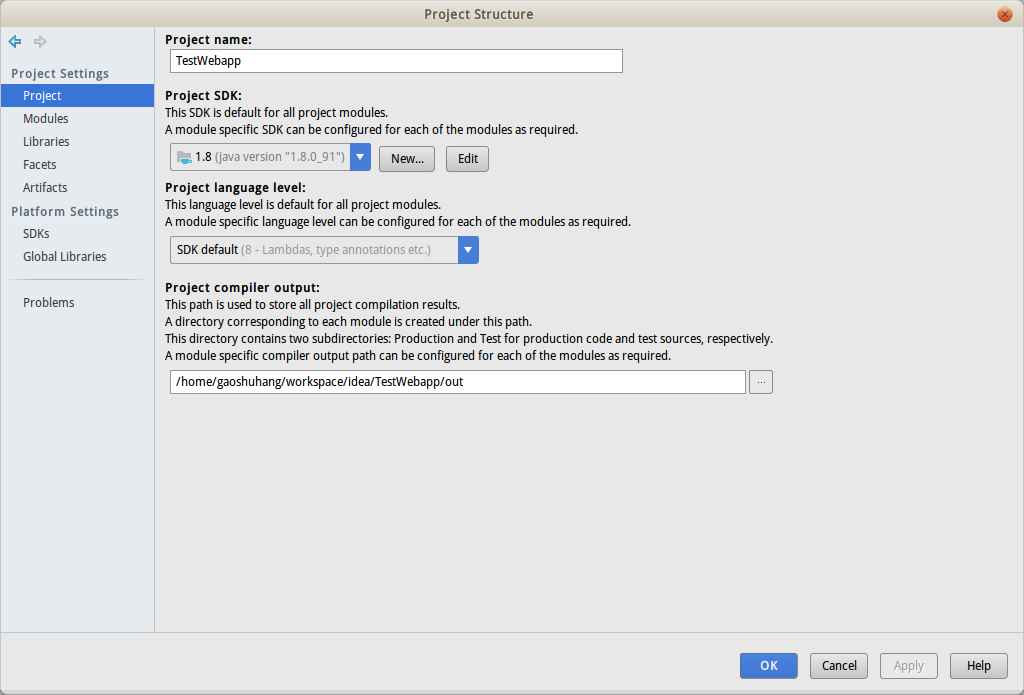 Project Structure
Project Settings
Project
Modules
Libraries
Facets
Artifacts
Platform Settings
SDKs
Global Libraries
Problems
Project name:
TestWebapp
Project SDK:
This SDK is default for all project modules.
A module specific SDK can be configured for each of the modules as required.
1.8 (java version "1.8.0_91") New... Edit
Project language level:
This language level is default for all project modules.
A module specific language level can be configured for each of the modules as required.
SDK default (8 - Lambdas, type annotations etc.)
Project compiler output:
This path is used to store all project compilation results.
A directory corresponding to each module is created under this path.
This directory contains two subdirectories: Production and Test for production code and test sources, respectively.
A module specific compiler output path can be configured for each of the modules as required.
/home/gaoshuhang/workspace/idea/TestWebapp/out ...
OK Cancel Apply Help